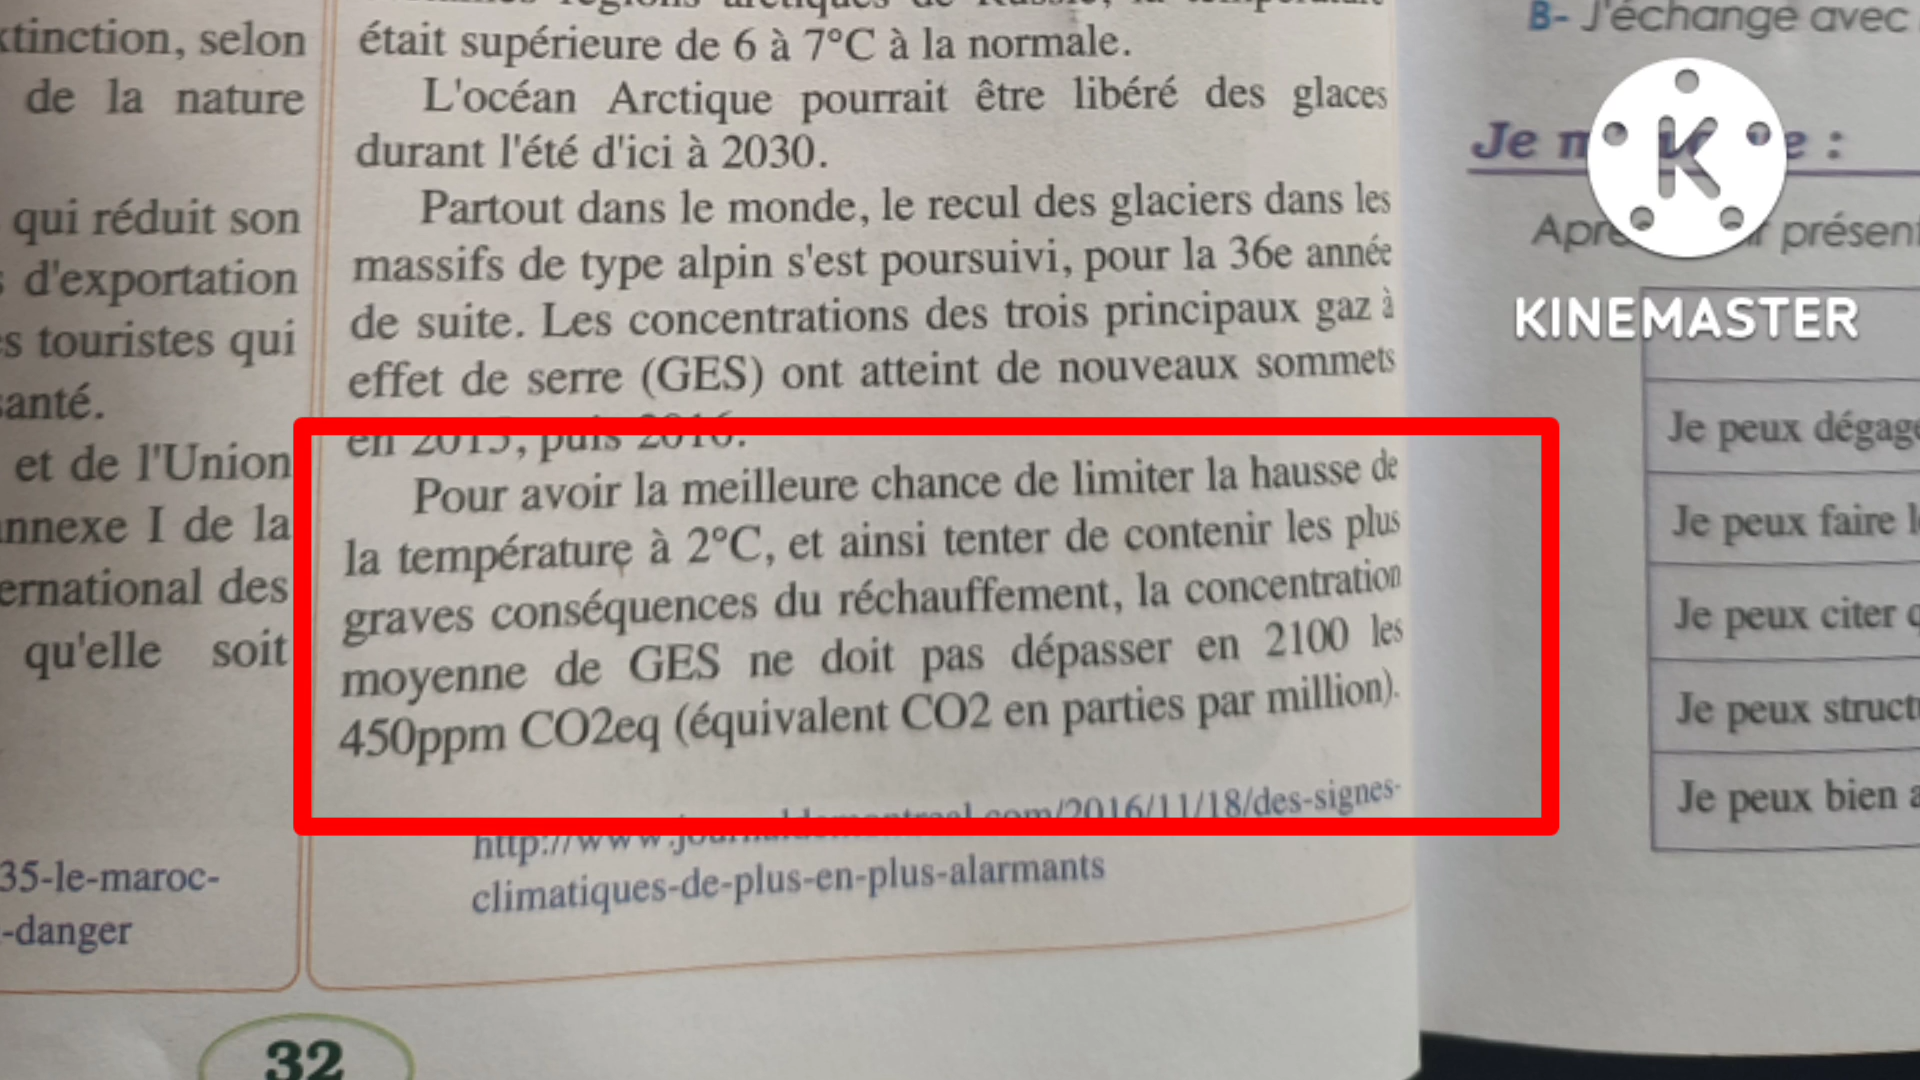 xtinction, selon
de la nature
qui réduit son
d'exportation
s touristes qui
santé.
et de l'Union
annexe I de la
ernational des
qu'elle soit
35-le-maroc-
-danger
était supérieure de 6 à 7°C à la normale.
L'océan Arctique pourrait être libéré des glaces
durant l'été d'ici à 2030.
Partout dans le monde, le recul des glaciers dans les
massifs de type alpin s'est poursuivi, pour la 36e année
de suite. Les concentrations des trois principaux gaz à
effet de serre (GES) ont atteint de nouveaux sommets
en 2015, puis 2016.
Pour avoir la meilleure chance de limiter la hausse de
la température à 2°C, et ainsi tenter de contenir les plus
graves conséquences du réchauffement, la concentration
moyenne de GES ne doit pas dépasser en 2100 les
450ppm CO2eq (équivalent CO2 en parties par million).
http://www.journaldemontreal.com/2016/11/18/des-signes-
climatiques-de-plus-en-plus-alarmants
32
B- J'échange avec
Je
e :
présent
K
KINEMASTER
Je peux dégage
Je peux faire l
Je peux citer
Je peux struct
Je peux bien a